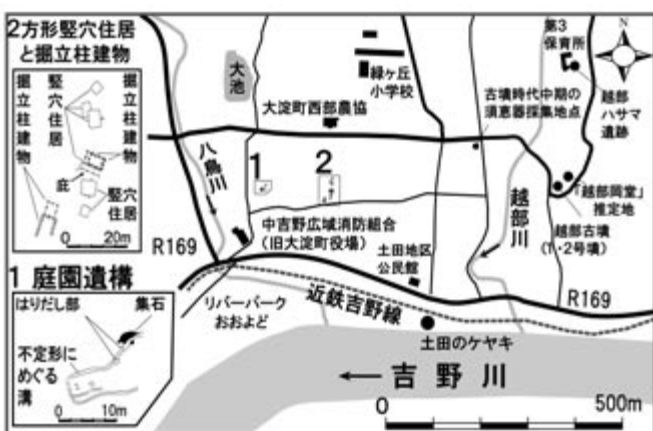 2方形竪穴住居
と掘立柱建物
掘立柱建物
竪穴住居
掘立柱建物
庇
竪穴住居
0 20m
1 庭園遺構
はりだし部
集石
不定形に
めぐる
溝
0 10m
R169
八鳥川
大池
緑ヶ丘
小学校
大淀町西部農協
1
2
中吉野広域消防組合
(旧大淀町役場)
リバーパーク
おおよど
土田地区
公民館
近鉄吉野線
土田のケヤキ
吉野川
0 500m
第3
保育所
N
越部
ハサマ
遺跡
古墳時代中期の
須恵器採集地点
「越部岡堂」
推定地
越部古墳
(1・2号墳)
越部川
R169